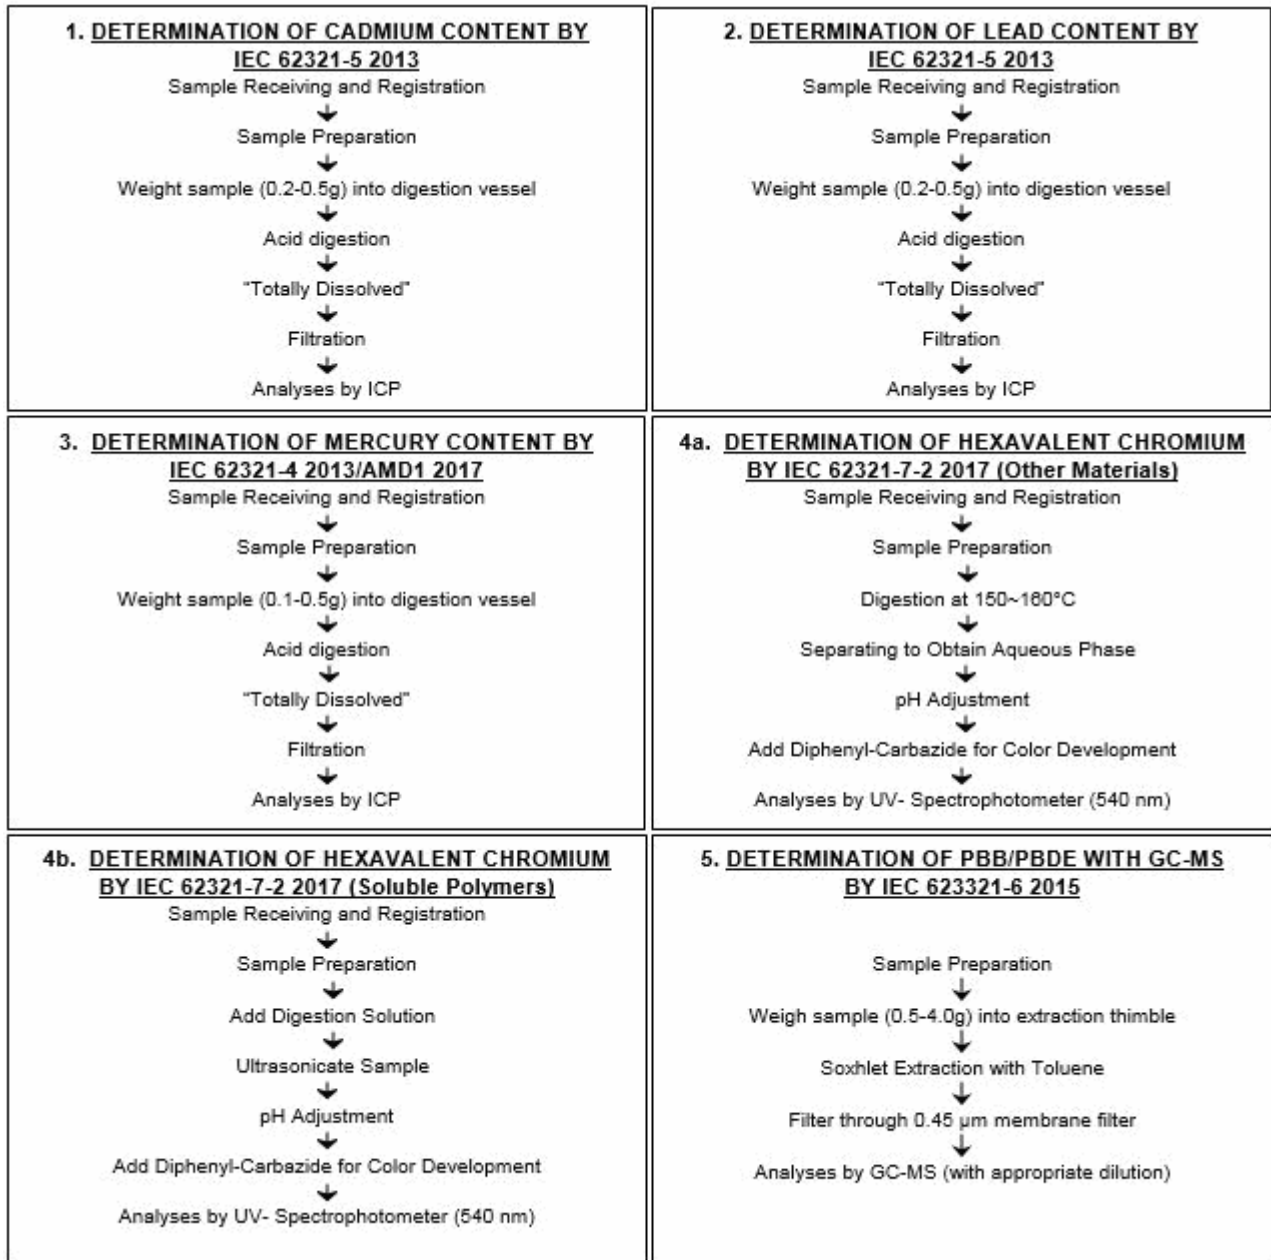 1. DETERMINATION OF CADMIUM CONTENT BY
IEC 62321-5 2013
Sample Receiving and Registration
Sample Preparation
Weight sample (0.2-0.5g) into digestion vessel
Acid digestion
"Totally Dissolved"
Filtration
Analyses by ICP
2. DETERMINATION OF LEAD CONTENT BY
IEC 62321-5 2013
Sample Receiving and Registration
Sample Preparation
Weight sample (0.2-0.5g) into digestion vessel
Acid digestion
"Totally Dissolved"
Filtration
Analyses by ICP
3. DETERMINATION OF MERCURY CONTENT BY
IEC 62321-4 2013/AMD1 2017
Sample Receiving and Registration
Sample Preparation
Weight sample (0.1-0.5g) into digestion vessel
Acid digestion
"Totally Dissolved"
Filtration
Analyses by ICP
4a. DETERMINATION OF HEXAVALENT CHROMIUM
BY IEC 62321-7-2 2017 (Other Materials)
Sample Receiving and Registration
Sample Preparation
Digestion at 150~160°C
Separating to Obtain Aqueous Phase
pH Adjustment
Add Diphenyl-Carbazide for Color Development
Analyses by UV- Spectrophotometer (540 nm)
4b. DETERMINATION OF HEXAVALENT CHROMIUM
BY IEC 62321-7-2 2017 (Soluble Polymers)
Sample Receiving and Registration
Sample Preparation
Add Digestion Solution
Ultrasonicate Sample
pH Adjustment
Add Diphenyl-Carbazide for Color Development
Analyses by UV- Spectrophotometer (540 nm)
5. DETERMINATION OF PBB/PBDE WITH GC-MS
BY IEC 623321-6 2015
Sample Preparation
Weigh sample (0.5-4.0g) into extraction thimble
Soxhlet Extraction with Toluene
Filter through 0.45 µm membrane filter
Analyses by GC-MS (with appropriate dilution)